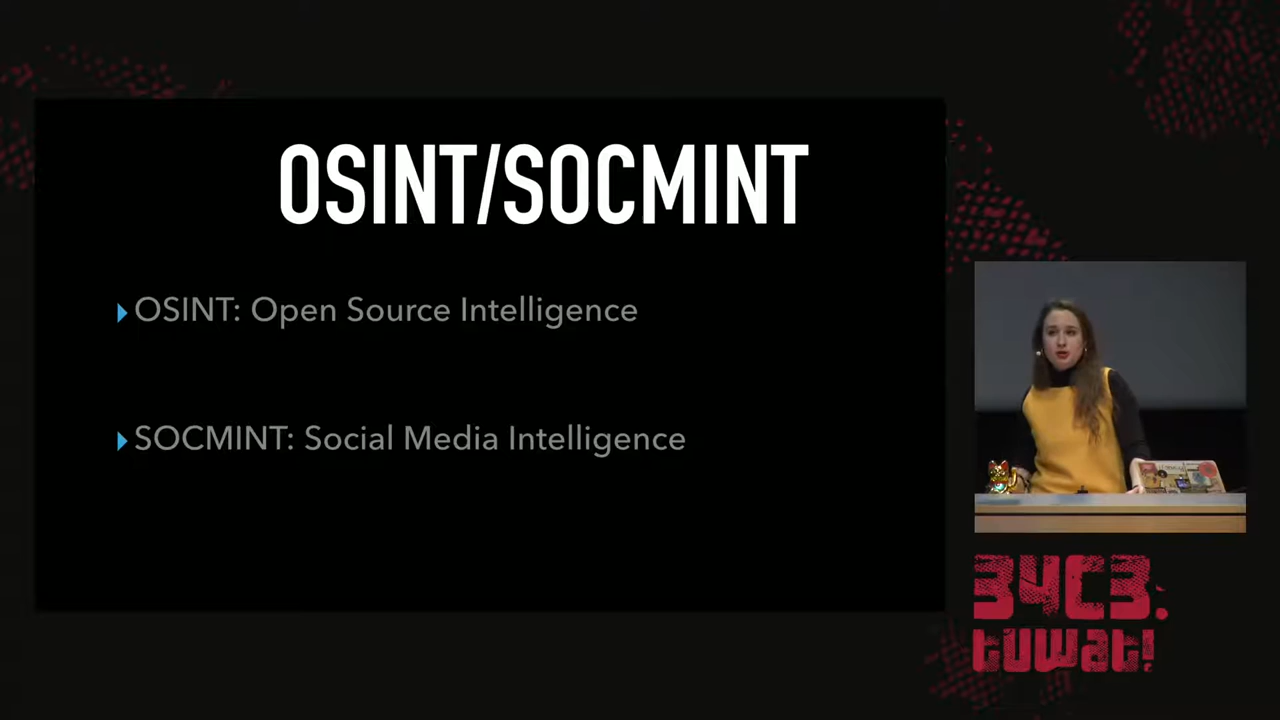 OSINT/SOCMINT
OSINT: Open Source Intelligence
SOCMINT: Social Media Intelligence
34C3.
tuwat!